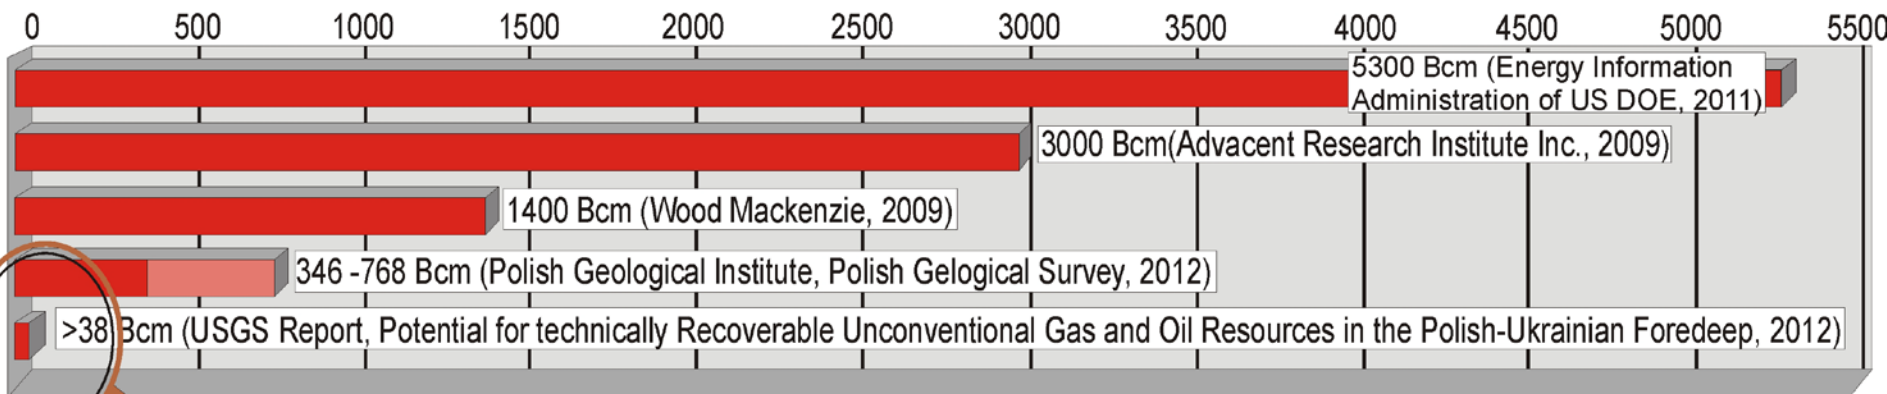 0 500 1000 1500 2000 2500 3000 3500 4000 4500 5000 5500
5300 Bcm (Energy Information
Administration of US DOE, 2011)
3000 Bcm(Advacent Research Institute Inc., 2009)
1400 Bcm (Wood Mackenzie, 2009)
346 -768 Bcm (Polish Geological Institute, Polish Gelogical Survey, 2012)
>38 Bcm (USGS Report, Potential for technically Recoverable Unconventional Gas and Oil Resources in the Polish-Ukrainian Foredeep, 2012)